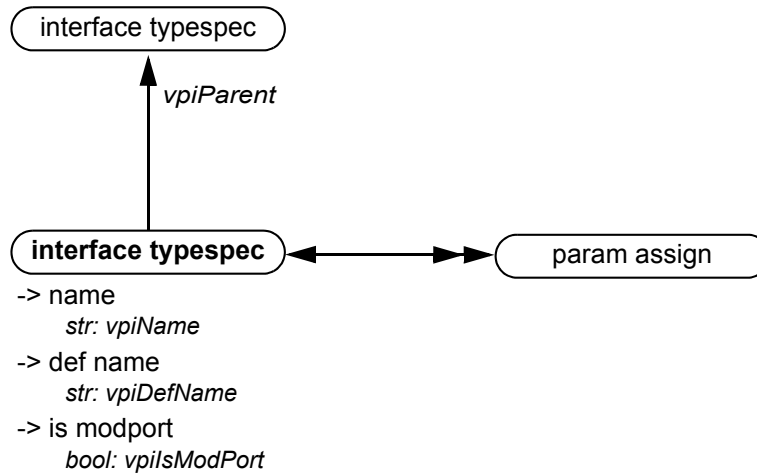 interface typespec
vpiParent
interface typespec
param assign
-> name
str: vpiName
-> def name
str: vpiDefName
-> is modport
bool: vpiIsModPort